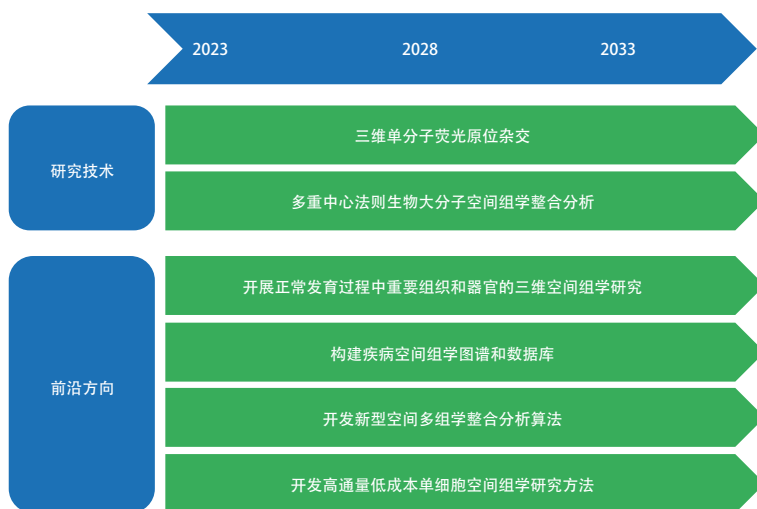 2023 2028 2033
三维单分子荧光原位杂交
研究技术
多重中心法则生物大分子空间组学整合分析
开展正常发育过程中重要组织和器官的三维空间组学研究
构建疾病空间组学图谱和数据库
前沿方向
开发新型空间多组学整合分析算法
开发高通量低成本单细胞空间组学研究方法